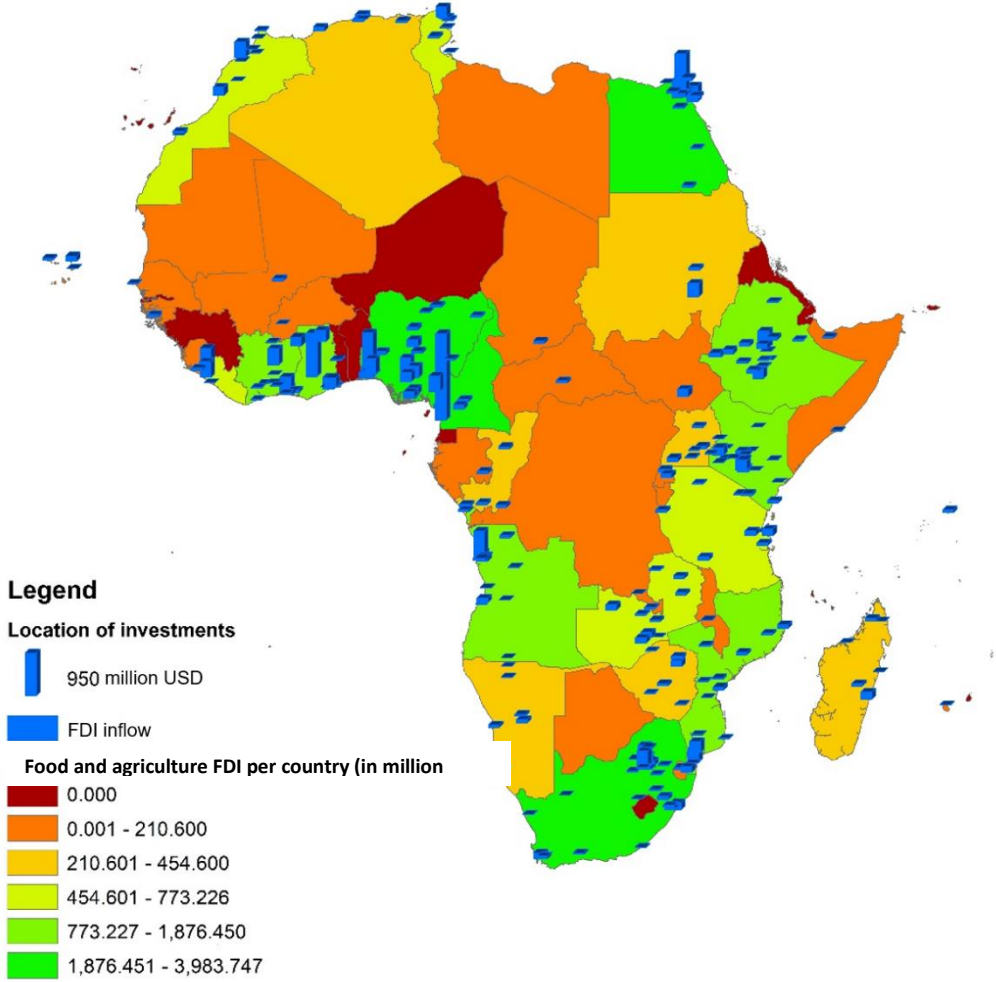 Legend
Location of investments
950 million USD
FDI inflow
Food and agriculture FDI per country (in million
0.000
0.001 - 210.600
210.601 - 454.600
454.601 - 773.226
773.227 - 1,876.450
1,876.451 - 3,983.747